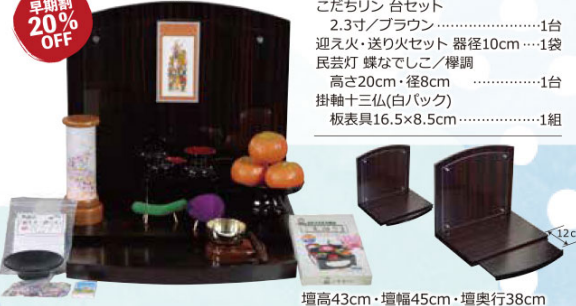 早期割
20%
OFF
こだちリン 台セット
2.3寸／ブラウン…………………1台
迎え火・送り火セット 器径10cm…1袋
民芸灯 蝶なでしこ／欅調
高さ20cm・径8cm ……………1台
掛軸十三仏(白パック)
板表具16.5×8.5cm………………1組
12c
壇高43cm・壇幅45cm・壇奥行38cm